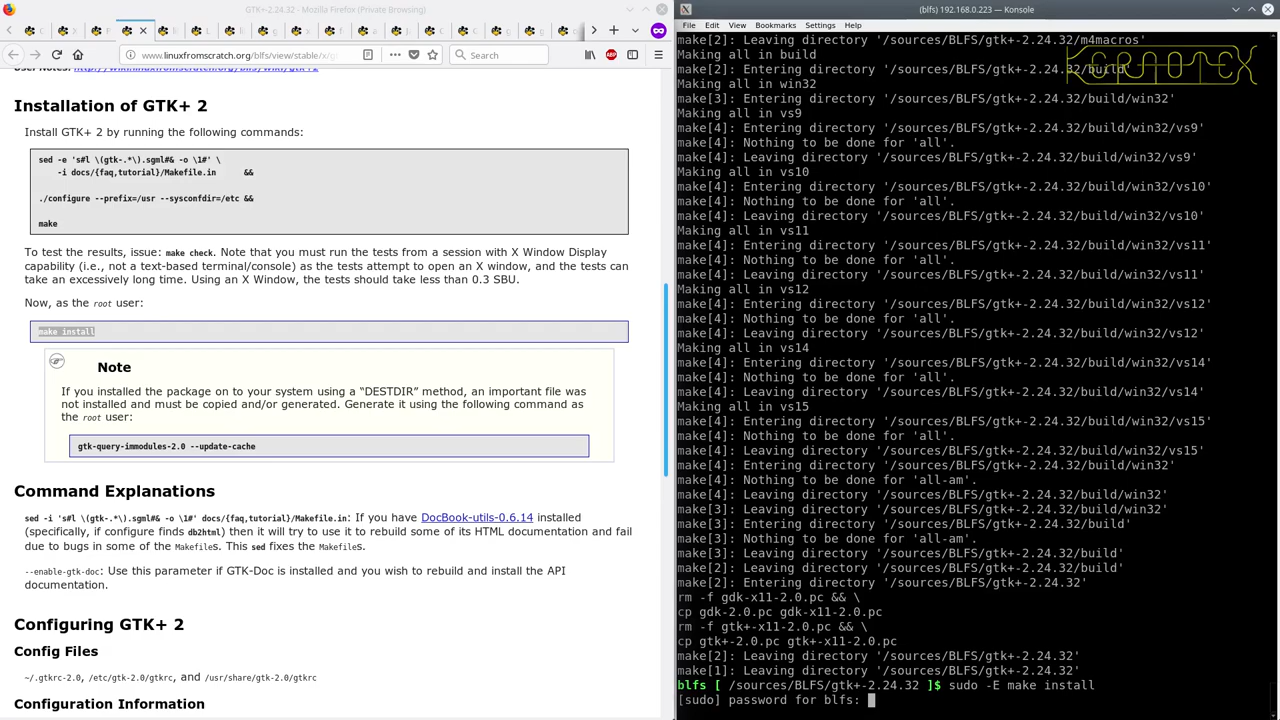 GTK+-2.24.32 - Mozilla Firefox (Private Browsing)
www.linuxfromscratch.org/blfs/view/stable/x/g
Search
Installation of GTK+ 2
Install GTK+ 2 by running the following commands:
sed -e 's#l \(gtk-.*\).sgml#& -o \1#' \
-i docs/{faq,tutorial}/Makefile.in &&
./configure --prefix=/usr --sysconfdir=/etc &&
make
To test the results, issue: make check. Note that you must run the tests from a session with X Window Display
capability (i.e., not a text-based terminal/console) as the tests attempt to open an X window, and the tests can
take an excessively long time. Using an X Window, the tests should take less than 0.3 SBU.
Now, as the root user:
make install
Note
If you installed the package on to your system using a “DESTDIR” method, an important file was
not installed and must be copied and/or generated. Generate it using the following command as
the root user:
gtk-query-immodules-2.0 --update-cache
Command Explanations
sed -i 's#l \(gtk-.*\).sgml#& -o \1#' docs/{faq,tutorial}/Makefile.in: If you have DocBook-utils-0.6.14 installed
(specifically, if configure finds db2html) then it will try to use it to rebuild some of its HTML documentation and fail
due to bugs in some of the Makefiles. This sed fixes the Makefiles.
--enable-gtk-doc: Use this parameter if GTK-Doc is installed and you wish to rebuild and install the API
documentation.
Configuring GTK+ 2
Config Files
~/.gtkrc-2.0, /etc/gtk-2.0/gtkrc, and /usr/share/gtk-2.0/gtkrc
Configuration Information
(blfs) 192.168.0.223 — Konsole
File Edit View Bookmarks Settings Help
make[2]: Leaving directory '/sources/BLFS/gtk+-2.24.32/m4macros'
Making all in build
make[2]: Entering directory '/sources/BLFS/gtk+-2.24.32/build'
Making all in win32
make[3]: Entering directory '/sources/BLFS/gtk+-2.24.32/build/win32'
Making all in vs9
make[4]: Entering directory '/sources/BLFS/gtk+-2.24.32/build/win32/vs9'
make[4]: Nothing to be done for 'all'.
make[4]: Leaving directory '/sources/BLFS/gtk+-2.24.32/build/win32/vs9'
Making all in vs10
make[4]: Entering directory '/sources/BLFS/gtk+-2.24.32/build/win32/vs10'
make[4]: Nothing to be done for 'all'.
make[4]: Leaving directory '/sources/BLFS/gtk+-2.24.32/build/win32/vs10'
Making all in vs11
make[4]: Entering directory '/sources/BLFS/gtk+-2.24.32/build/win32/vs11'
make[4]: Nothing to be done for 'all'.
make[4]: Leaving directory '/sources/BLFS/gtk+-2.24.32/build/win32/vs11'
Making all in vs12
make[4]: Entering directory '/sources/BLFS/gtk+-2.24.32/build/win32/vs12'
make[4]: Nothing to be done for 'all'.
make[4]: Leaving directory '/sources/BLFS/gtk+-2.24.32/build/win32/vs12'
Making all in vs14
make[4]: Entering directory '/sources/BLFS/gtk+-2.24.32/build/win32/vs14'
make[4]: Nothing to be done for 'all'.
make[4]: Leaving directory '/sources/BLFS/gtk+-2.24.32/build/win32/vs14'
Making all in vs15
make[4]: Entering directory '/sources/BLFS/gtk+-2.24.32/build/win32/vs15'
make[4]: Nothing to be done for 'all'.
make[4]: Leaving directory '/sources/BLFS/gtk+-2.24.32/build/win32/vs15'
make[4]: Entering directory '/sources/BLFS/gtk+-2.24.32/build/win32'
make[4]: Nothing to be done for 'all-am'.
make[4]: Leaving directory '/sources/BLFS/gtk+-2.24.32/build/win32'
make[3]: Leaving directory '/sources/BLFS/gtk+-2.24.32/build/win32'
make[3]: Entering directory '/sources/BLFS/gtk+-2.24.32/build'
make[3]: Nothing to be done for 'all-am'.
make[3]: Leaving directory '/sources/BLFS/gtk+-2.24.32/build'
make[2]: Leaving directory '/sources/BLFS/gtk+-2.24.32/build'
make[2]: Entering directory '/sources/BLFS/gtk+-2.24.32'
rm -f gdk-x11-2.0.pc && \
cp gdk-2.0.pc gdk-x11-2.0.pc
rm -f gtk+-x11-2.0.pc && \
cp gtk+-2.0.pc gtk+-x11-2.0.pc
make[2]: Leaving directory '/sources/BLFS/gtk+-2.24.32'
make[1]: Leaving directory '/sources/BLFS/gtk+-2.24.32'
blfs [ /sources/BLFS/gtk+-2.24.32 ]$ sudo -E make install
[sudo] password for blfs: